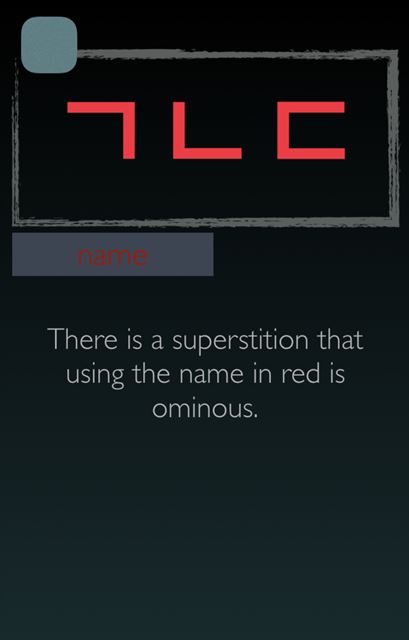 ㄱㄴㄷ
name
There is a superstition that
using the name in red is
ominous.